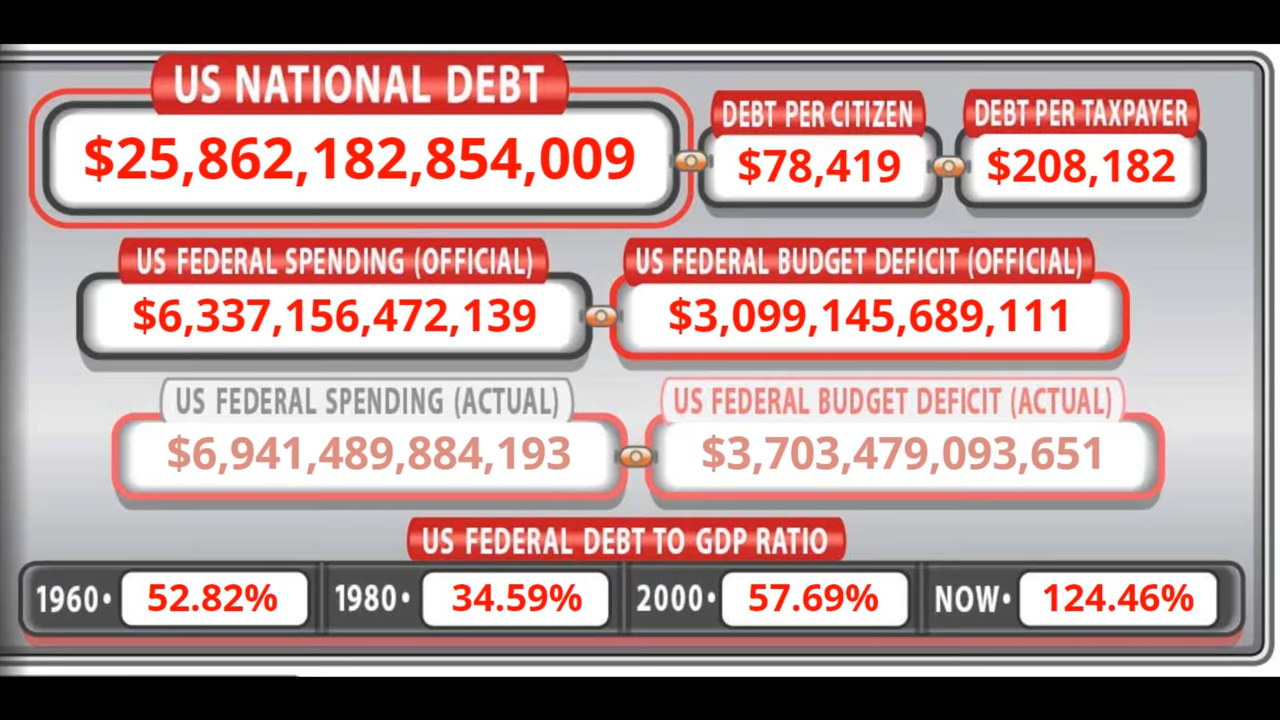 US NATIONAL DEBT
$25,862,182,854,009
DEBT PER CITIZEN
$78,419
DEBT PER TAXPAYER
$208,182
US FEDERAL SPENDING (OFFICIAL)
$6,337,156,472,139
US FEDERAL BUDGET DEFICIT (OFFICIAL)
$3,099,145,689,111
US FEDERAL SPENDING (ACTUAL)
$6,941,489,884,193
US FEDERAL BUDGET DEFICIT (ACTUAL)
$3,703,479,093,651
US FEDERAL DEBT TO GDP RATIO
1960• 52.82% 1980• 34.59% 2000• 57.69% NOW• 124.46%